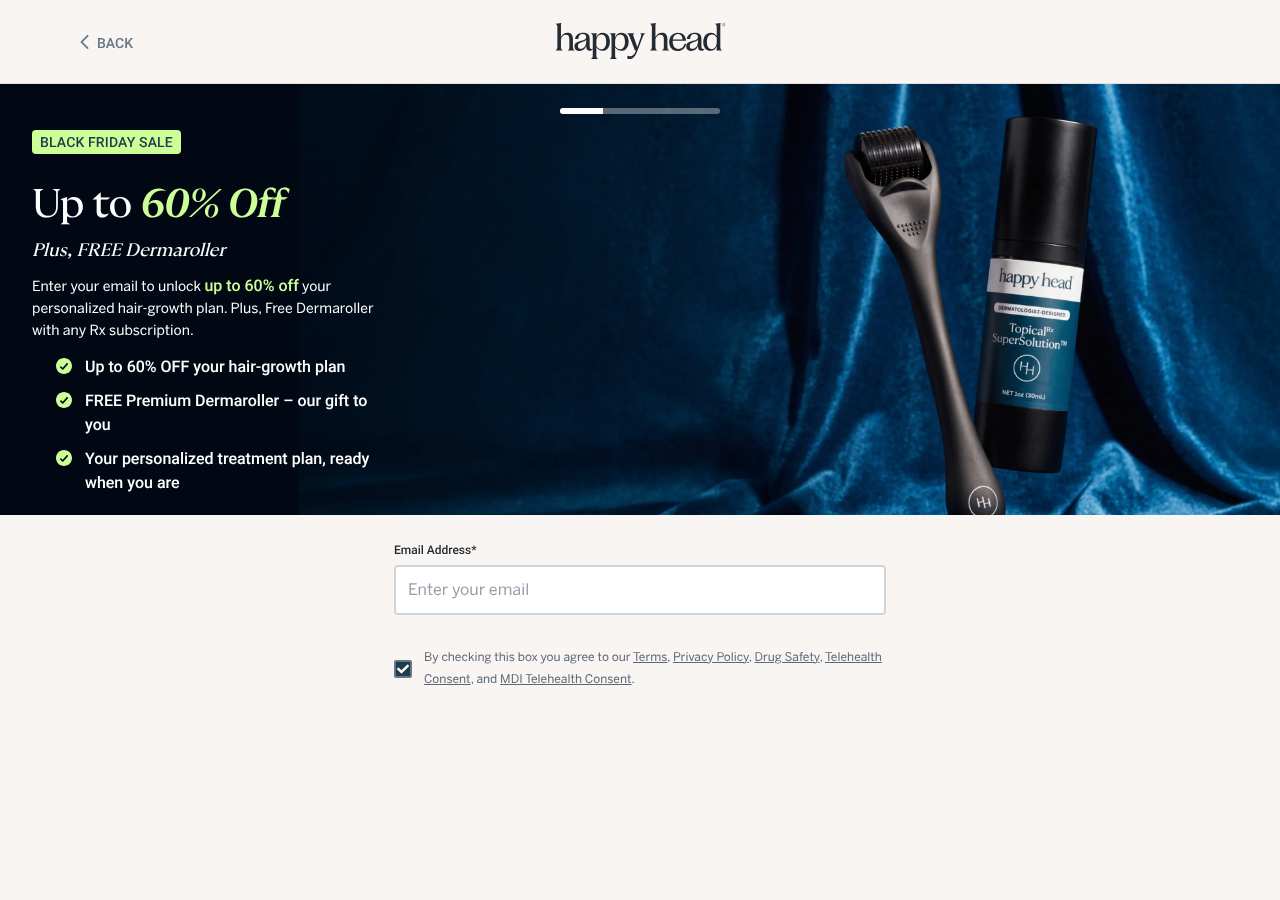 BACK
happy head
BLACK FRIDAY SALE
Up to 60% Off
Plus, FREE Dermaroller
Enter your email to unlock up to 60% off your
personalized hair-growth plan. Plus, Free Dermaroller
with any Rx subscription.
Up to 60% OFF your hair-growth plan
FREE Premium Dermaroller – our gift to
you
Your personalized treatment plan, ready
when you are
happy head
DERMATOLOGIST-DESIGNED
Topical Rx
SuperSolution™
HH
NET 1oz (30mL)
HH
Email Address*
Enter your email
By checking this box you agree to our Terms, Privacy Policy, Drug Safety, Telehealth
Consent, and MDI Telehealth Consent.